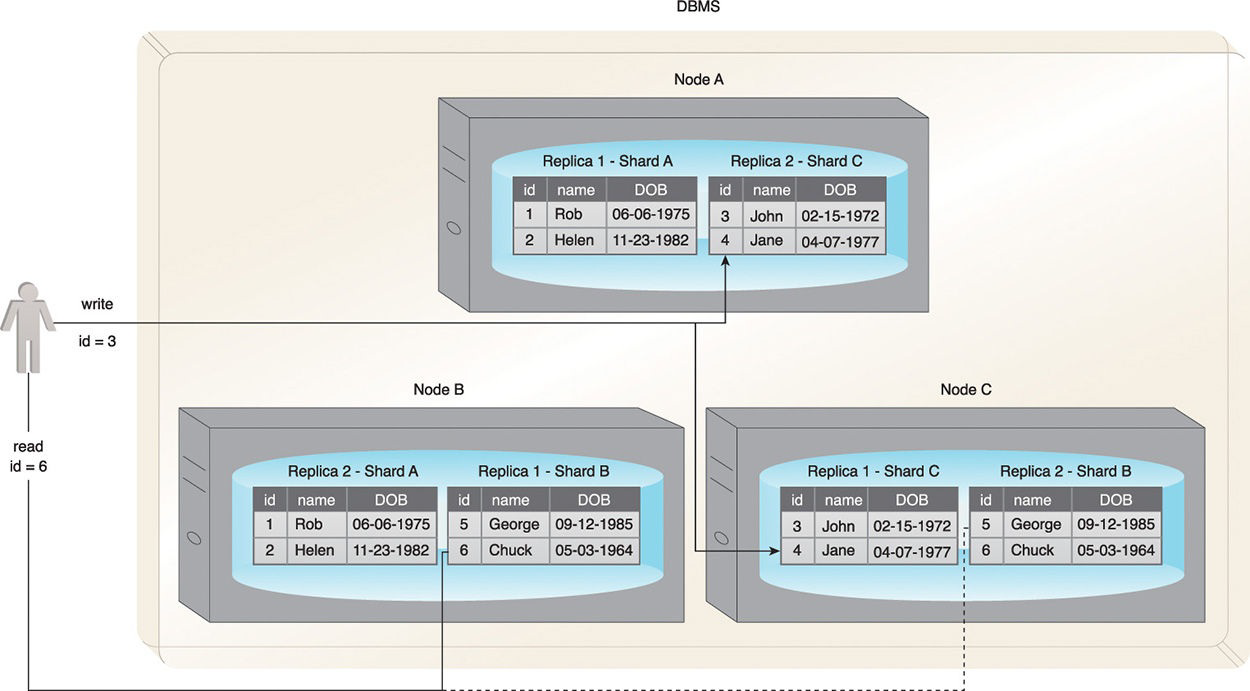 DBMS
Node A
Replica 1 - Shard A
id name DOB
1 Rob 06-06-1975
2 Helen 11-23-1982
Replica 2 - Shard C
id name DOB
3 John 02-15-1972
4 Jane 04-07-1977
write
id = 3
read
id = 6
Node B
Replica 2 - Shard A
id name DOB
1 Rob 06-06-1975
2 Helen 11-23-1982
Replica 1 - Shard B
id name DOB
5 George 09-12-1985
6 Chuck 05-03-1964
Node C
Replica 1 - Shard C
id name DOB
3 John 02-15-1972
4 Jane 04-07-1977
Replica 2 - Shard B
id name DOB
5 George 09-12-1985
6 Chuck 05-03-1964